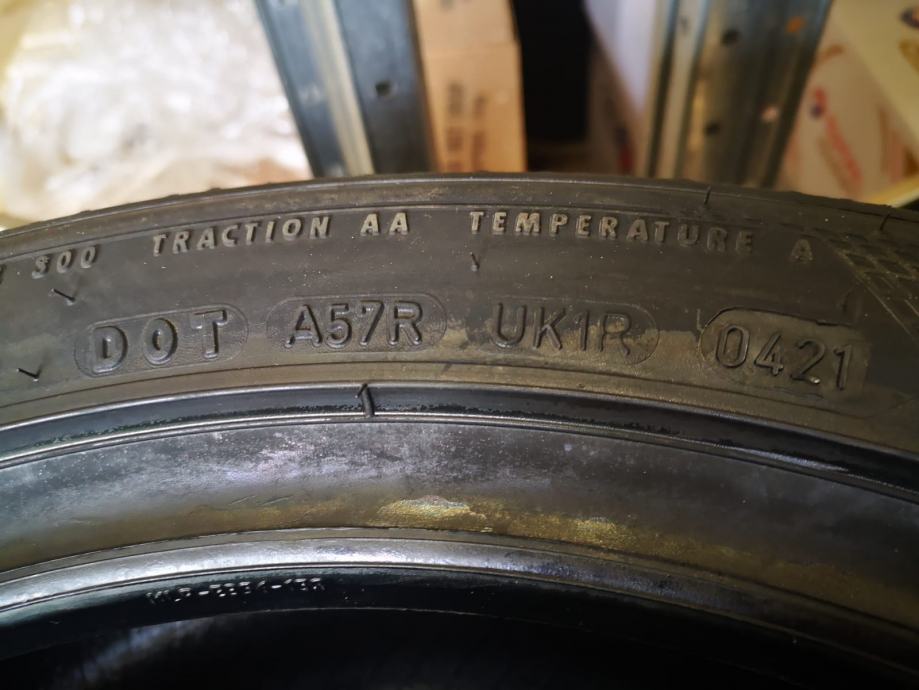 300 TRACTION AA TEMPERATURE A
DOT A57R UK1R 0421